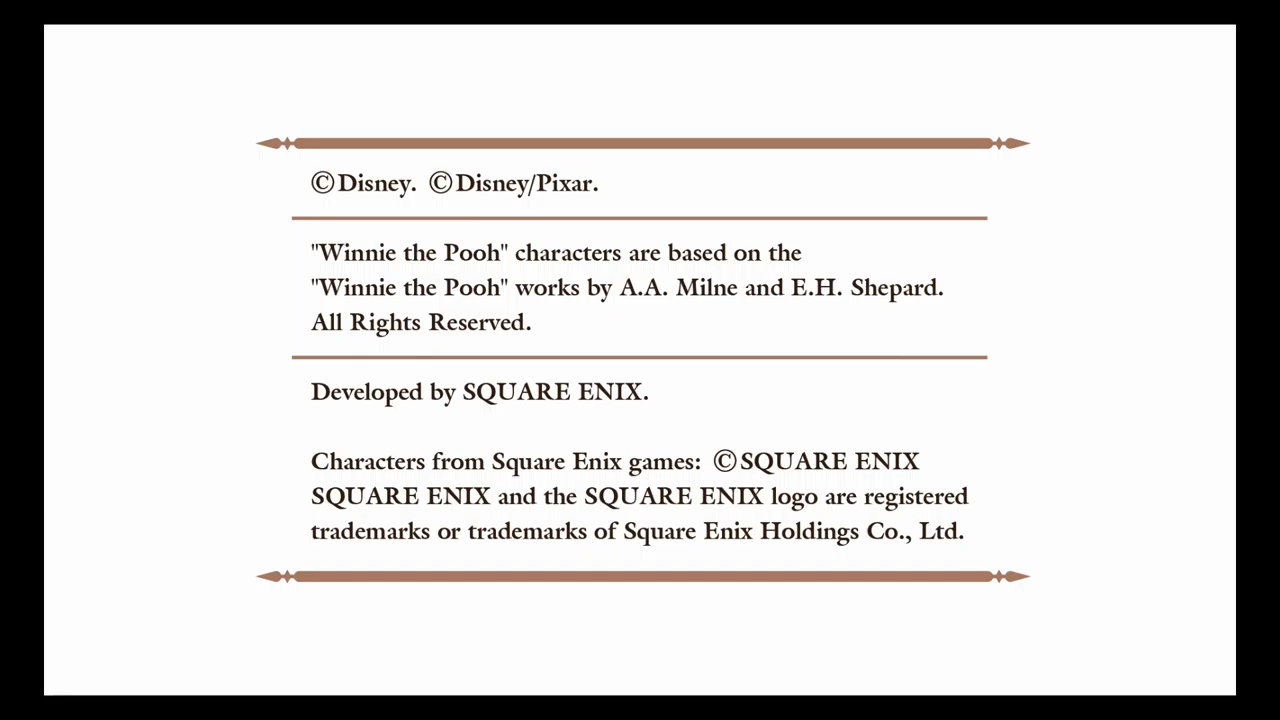 ©Disney. ©Disney/Pixar.
"Winnie the Pooh" characters are based on the
"Winnie the Pooh" works by A.A. Milne and E.H. Shepard.
All Rights Reserved.
Developed by SQUARE ENIX.
Characters from Square Enix games: ©SQUARE ENIX
SQUARE ENIX and the SQUARE ENIX logo are registered
trademarks or trademarks of Square Enix Holdings Co., Ltd.